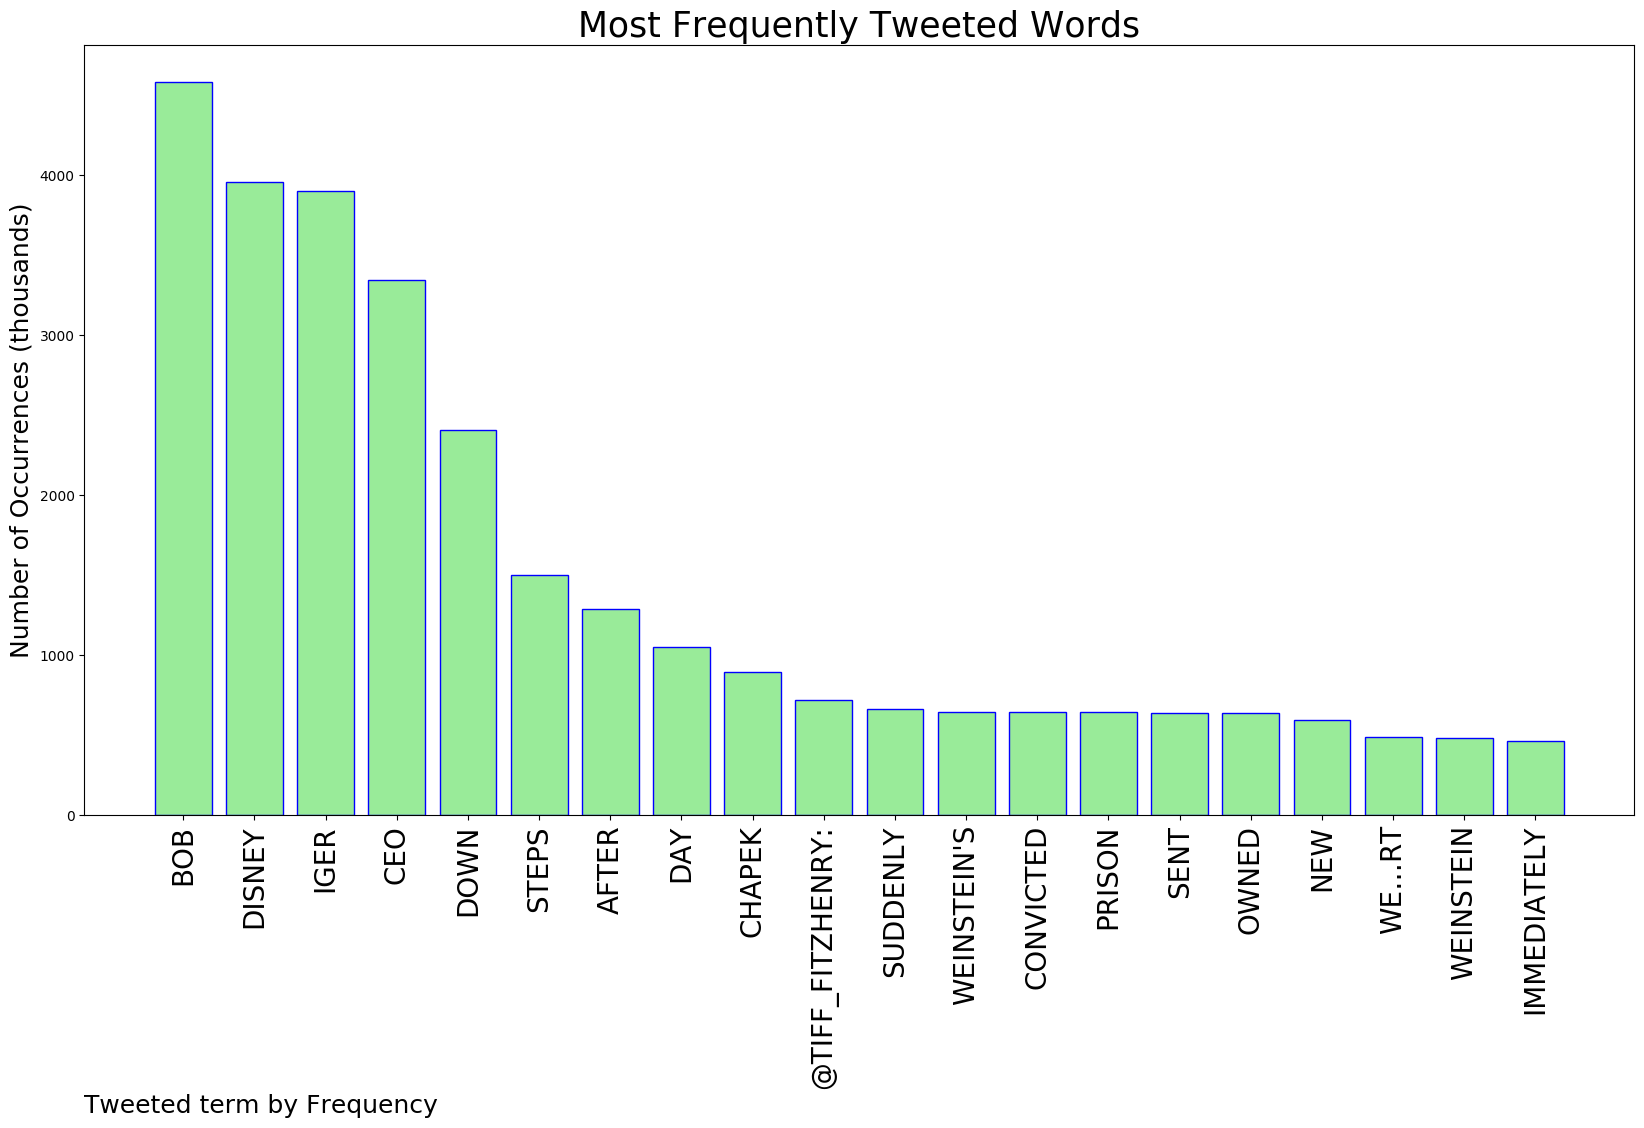 Most Frequently Tweeted Words
Number of Occurrences (thousands)
4000
3000
2000
1000
0
BOB
DISNEY
IGER
CEO
DOWN
STEPS
AFTER
DAY
CHAPEK
@TIFF_FITZHENRY:
SUDDENLY
WEINSTEIN'S
CONVICTED
PRISON
SENT
OWNED
NEW
WE...RT
WEINSTEIN
IMMEDIATELY
Tweeted term by Frequency